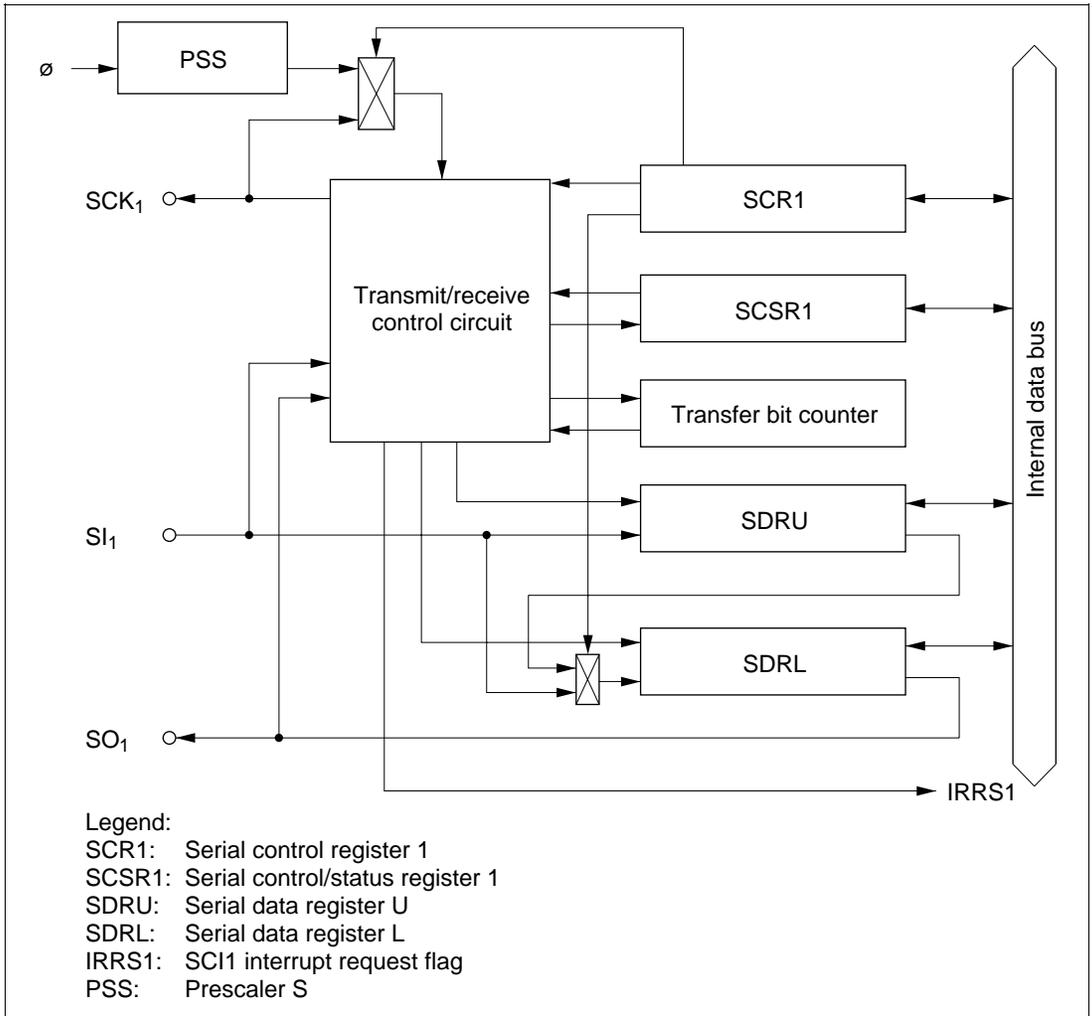 PSS
ø
SCK₁
SCR1
Transmit/receive
control circuit
SCSR1
Internal data bus
Transfer bit counter
SDRU
SI₁
SDRL
SO₁
IRRS1
Legend:
SCR1: Serial control register 1
SCSR1: Serial control/status register 1
SDRU: Serial data register U
SDRL: Serial data register L
IRRS1: SCI1 interrupt request flag
PSS: Prescaler S